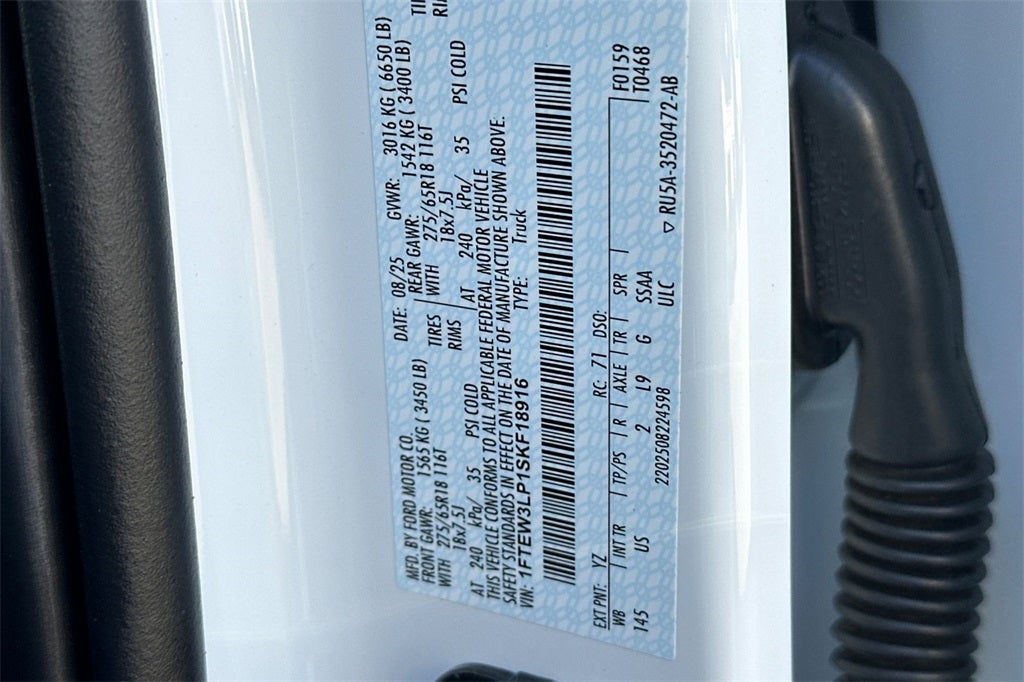 MFD. BY FORD MOTOR CO. DATE: 08/25 GVWR: 3016 KG ( 6650 LB)
FRONT GAWR: 1565 KG ( 3450 LB) REAR GAWR: 1542 KG ( 3400 LB)
WITH 275/65R18 116T TIRES WITH 275/65R18 116T TI
18x7.5J RIMS 18x7.5J RI
AT 240 kPa/ 35 PSI COLD AT 240 kPa/ 35 PSI COLD
THIS VEHICLE CONFORMS TO ALL APPLICABLE FEDERAL MOTOR VEHICLE
SAFETY STANDARDS IN EFFECT ON THE DATE OF MANUFACTURE SHOWN ABOVE.
VIN: 1FTEW3LP1SKF18916 TYPE: Truck
EXT PNT: YZ RC: 71 DSO: F0159
WB INT TR TP/PS R AXLE TR SPR T0468
145 US 2 L9 G SSAA
2202508224598 ULC ▽ RU5A-3520472-AB